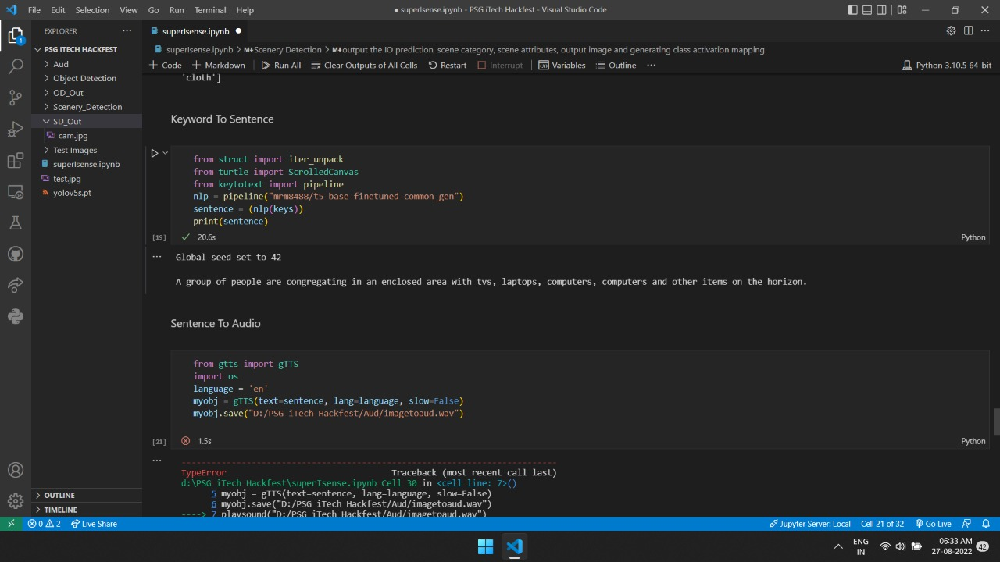 File Edit Selection View Go Run Terminal Help
● superIsense.ipynb - PSG iTech Hackfest - Visual Studio Code
EXPLORER
superIsense.ipynb ●
PSG ITECH HACKFEST
Aud
Object Detection
OD_Out
Scenery_Detection
SD_Out
cam.jpg
Test Images
superIsense.ipynb
test.jpg
yolov5s.pt
OUTLINE
TIMELINE
1
superIsense.ipynb > M↓Scenery Detection > M↓output the IO prediction, scene category, scene attributes, output image and generating class activation mapping
+ Code + Markdown Run All Clear Outputs of All Cells Restart Interrupt Variables Outline ··· Python 3.10.5 64-bit
'cloth']
Keyword To Sentence
from struct import iter_unpack
from turtle import ScrolledCanvas
from keytotext import pipeline
nlp = pipeline("mrm8488/t5-base-finetuned-common_gen")
sentence = (nlp(keys))
print(sentence)
[19] 20.6s Python
Global seed set to 42
A group of people are congregating in an enclosed area with tvs, laptops, computers, computers and other items on the horizon.
Sentence To Audio
from gtts import gTTS
import os
language = 'en'
myobj = gTTS(text=sentence, lang=language, slow=False)
myobj.save("D:/PSG iTech Hackfest/Aud/imagetoaud.wav")
[21] 1.5s Python
---------------------------------------------------------------------------
TypeError Traceback (most recent call last)
d:\PSG iTech Hackfest\superIsense.ipynb Cell 30 in <cell line: 7>()
5 myobj = gTTS(text=sentence, lang=language, slow=False)
6 myobj.save("D:/PSG iTech Hackfest/Aud/imagetoaud.wav")
----> 7 playsound("D:/PSG iTech Hackfest/Aud/imagetoaud.wav")
0 2 Live Share Jupyter Server: Local Cell 21 of 32 Go Live
ENG
IN
06:33 AM
27-08-2022
42